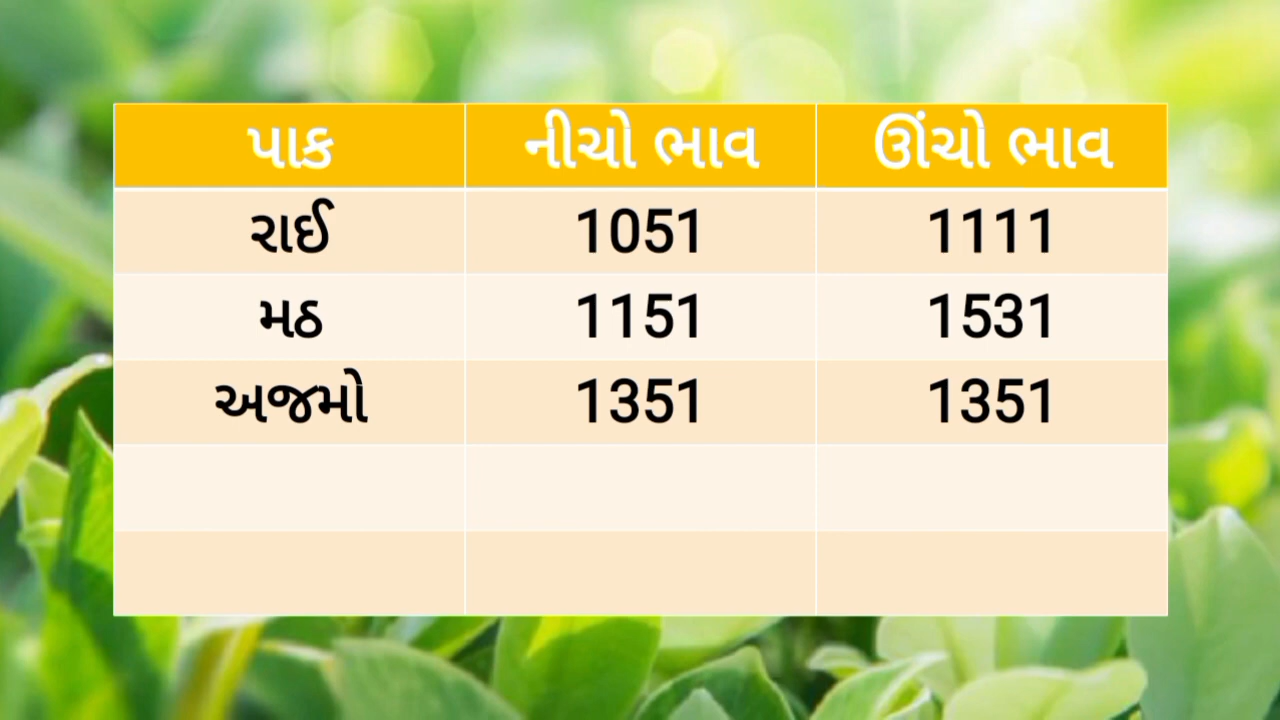 પાક નીચો ભાવ ઊંચો ભાવ
રાઈ 1051 1111
મઠ 1151 1531
અજમો 1351 1351